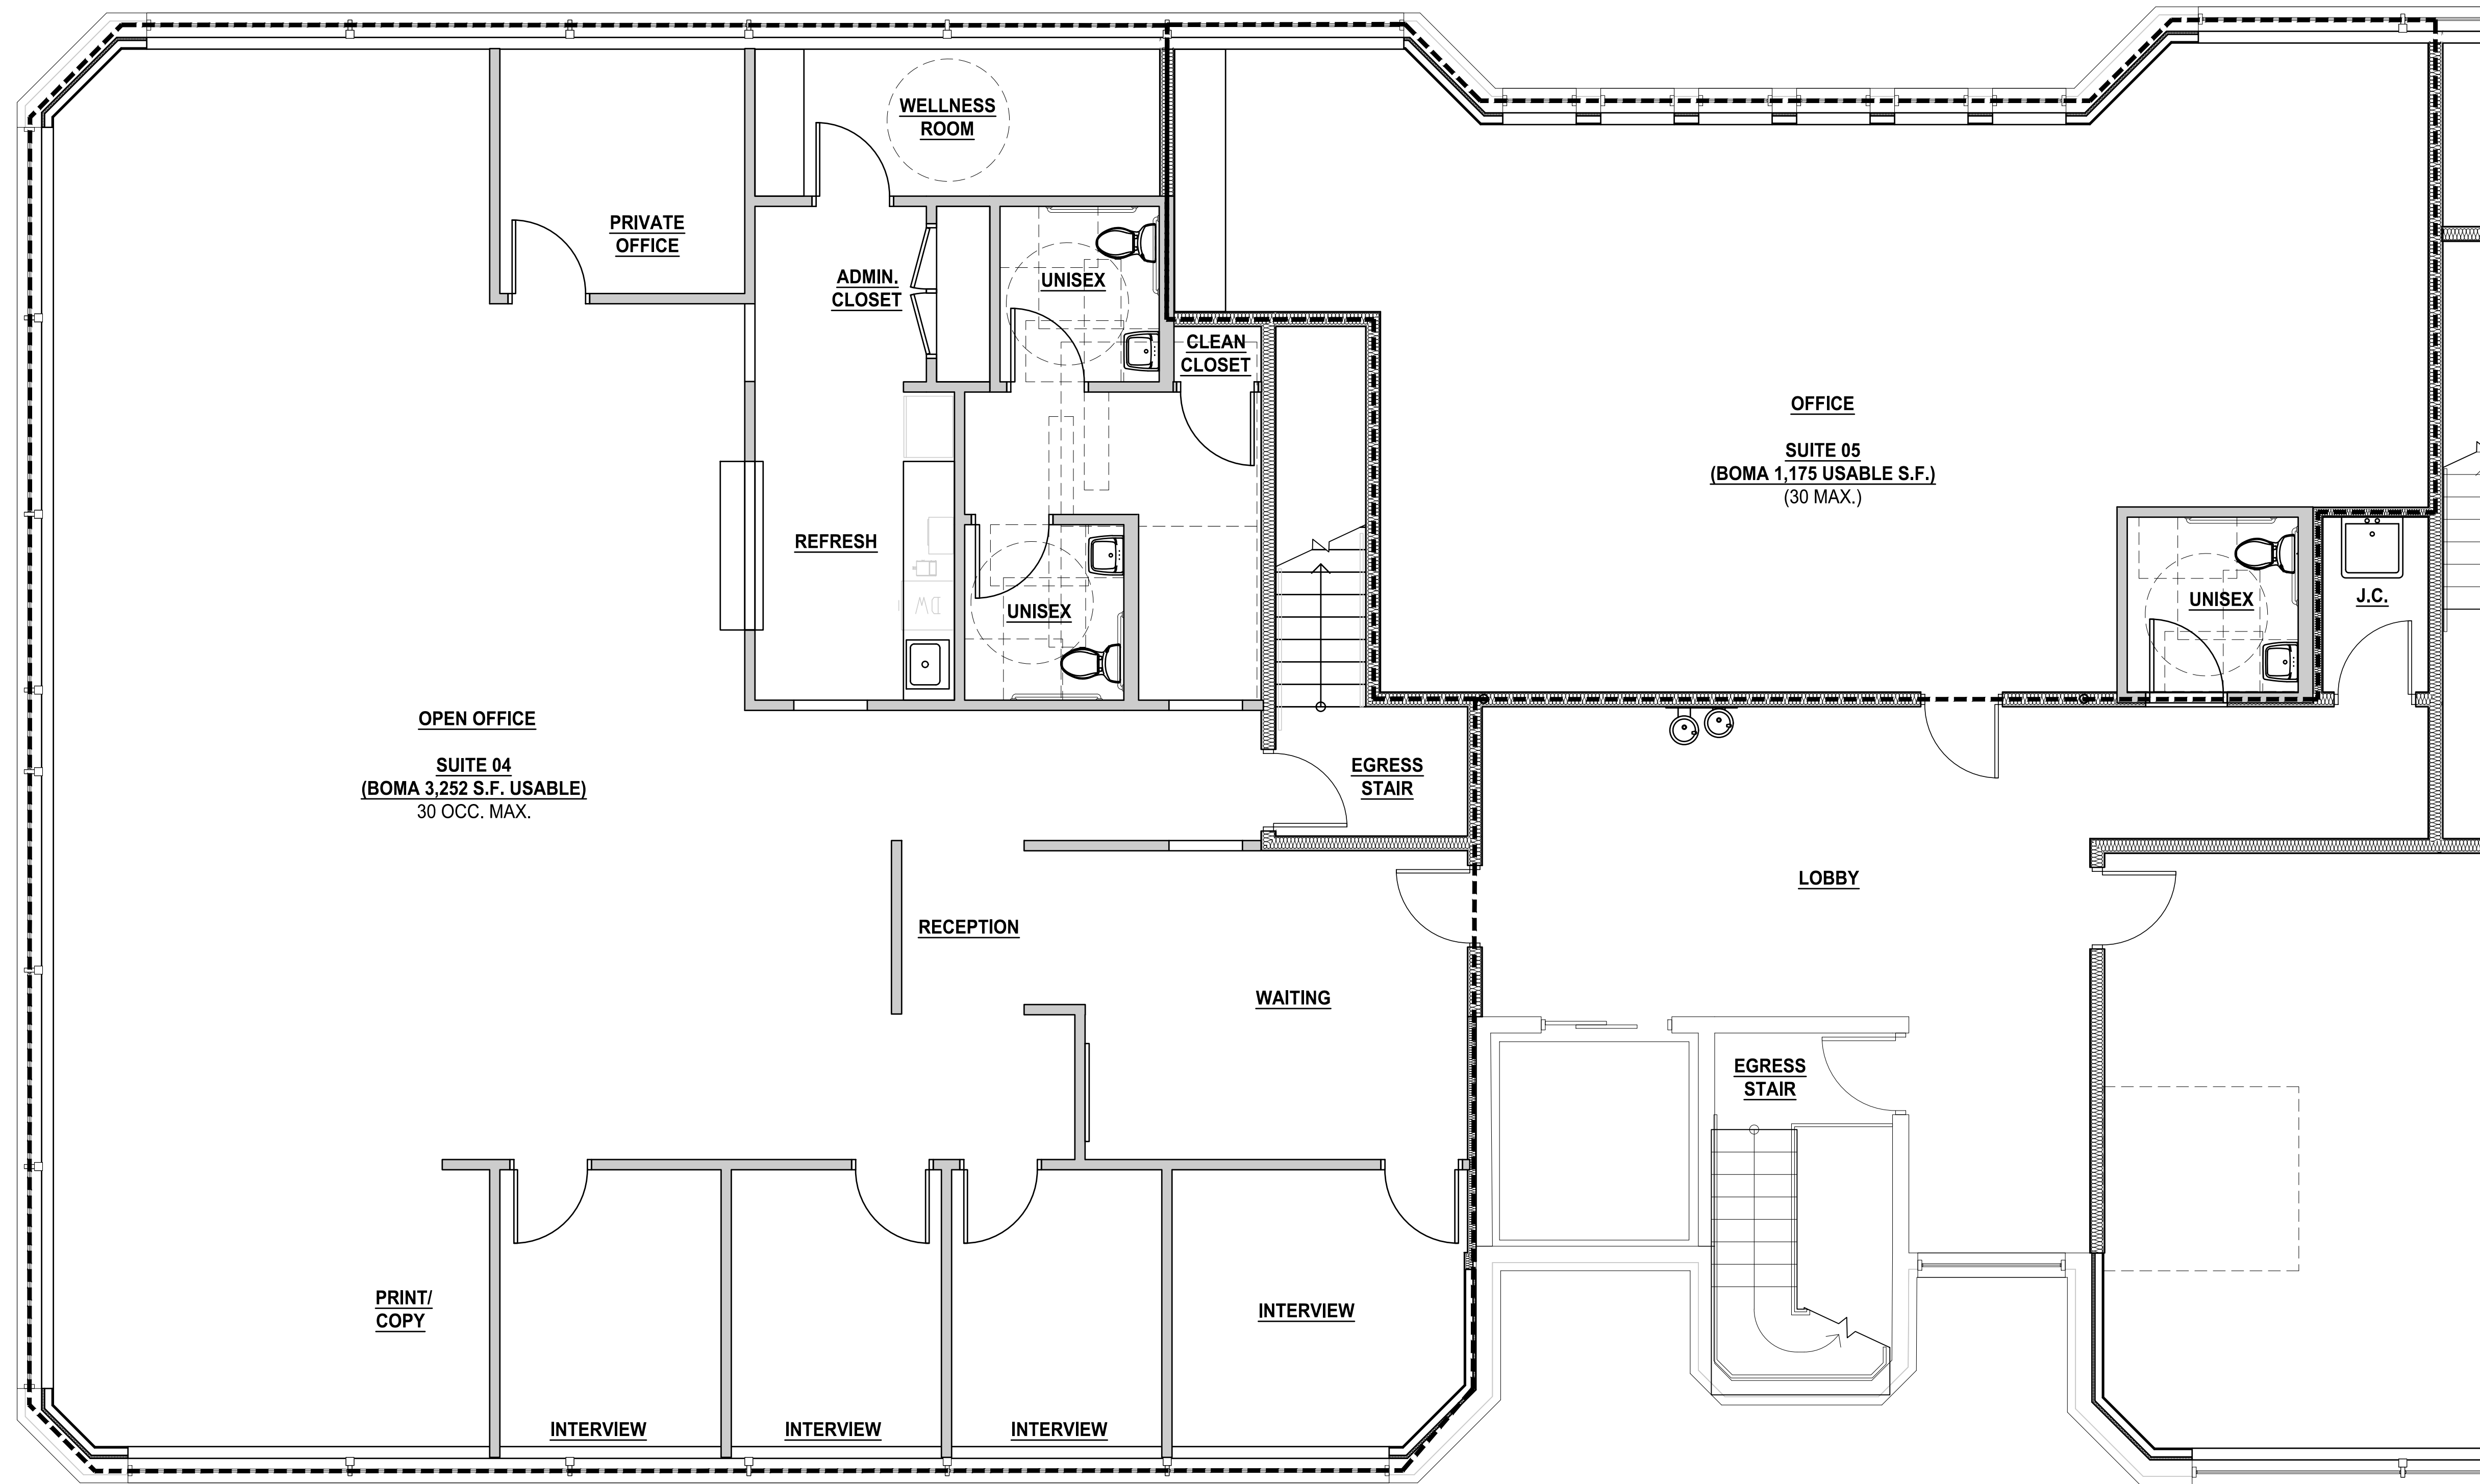 WELLNESS
ROOM
PRIVATE
OFFICE
ADMIN.
CLOSET
UNISEX
CLEAN
CLOSET
OFFICE
SUITE 05
(BOMA 1,175 USABLE S.F.)
(30 MAX.)
REFRESH
DW
UNISEX
UNISEX
J.C.
OPEN OFFICE
SUITE 04
(BOMA 3,252 S.F. USABLE)
30 OCC. MAX.
EGRESS
STAIR
RECEPTION
LOBBY
WAITING
EGRESS
STAIR
PRINT/
COPY
INTERVIEW
INTERVIEW
INTERVIEW
INTERVIEW